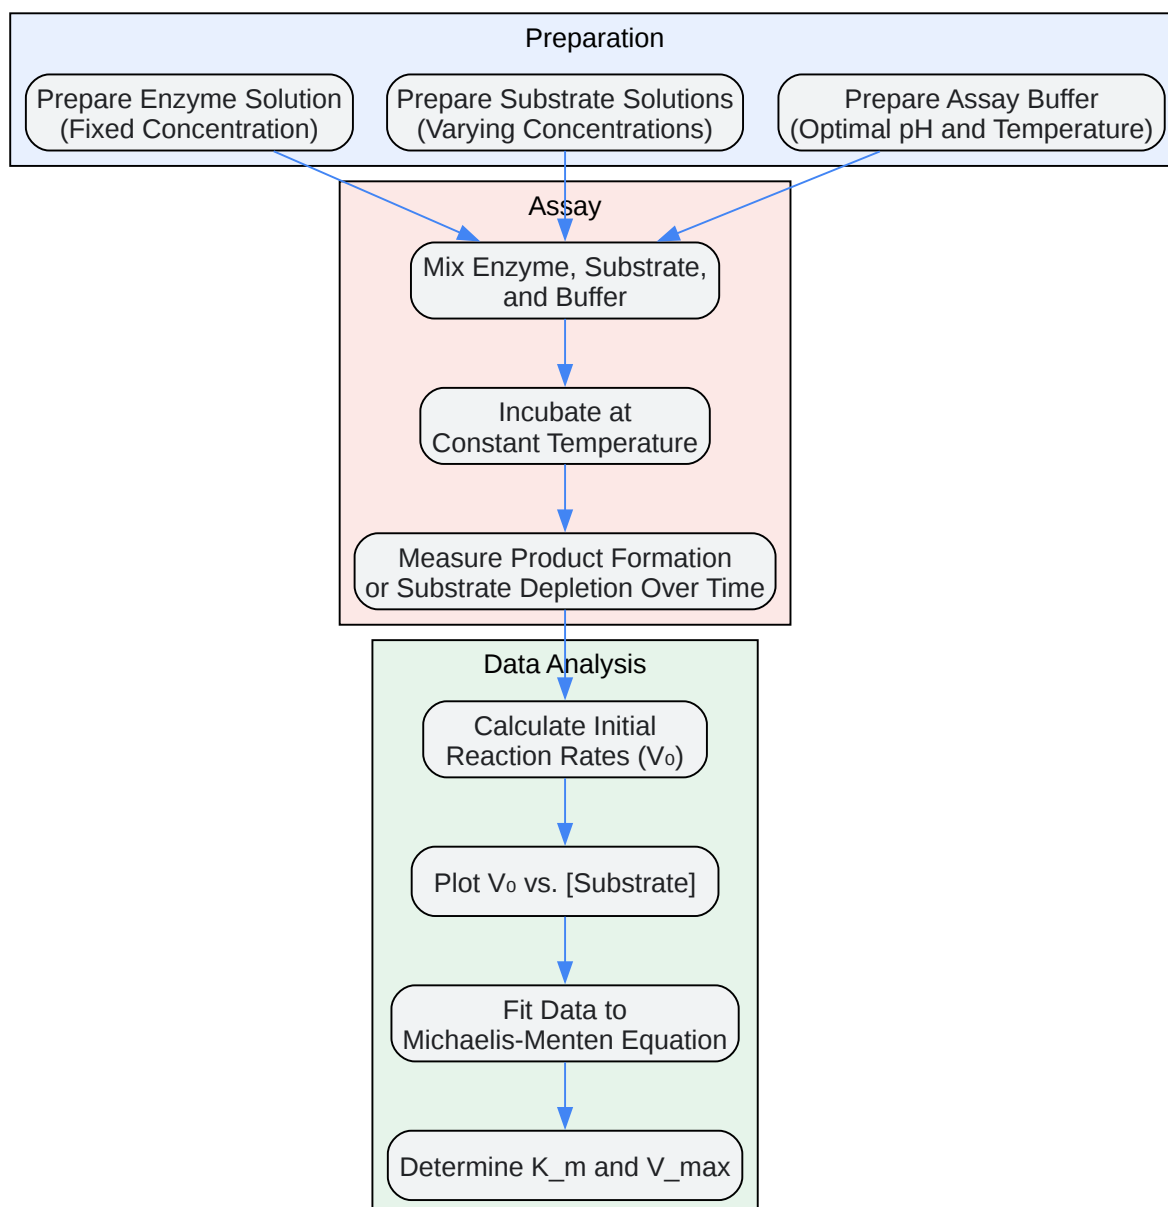 Preparation
Prepare Enzyme Solution
(Fixed Concentration)
Prepare Substrate Solutions
(Varying Concentrations)
Prepare Assay Buffer
(Optimal pH and Temperature)
Assay
Mix Enzyme, Substrate,
and Buffer
Incubate at
Constant Temperature
Measure Product Formation
or Substrate Depletion Over Time
Data Analysis
Calculate Initial
Reaction Rates (V₀)
Plot V₀ vs. [Substrate]
Fit Data to
Michaelis-Menten Equation
Determine K_m and V_max